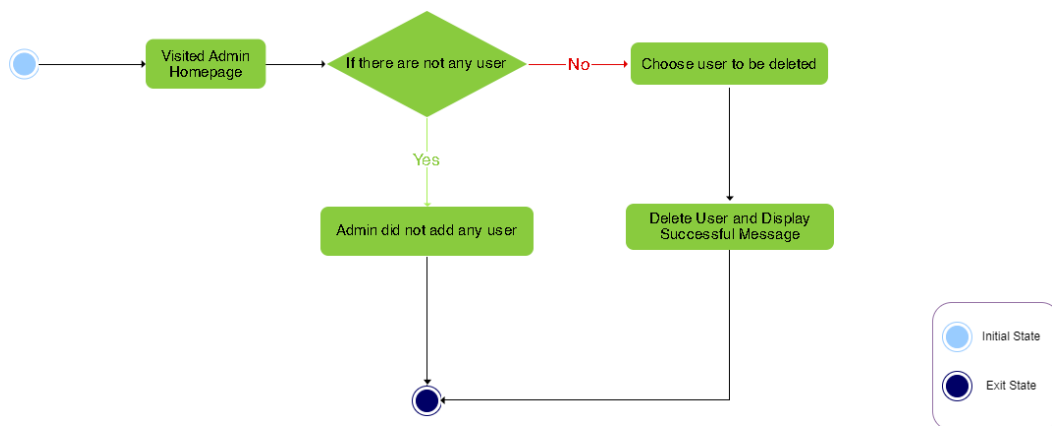 Visited Admin
Homepage
If there are not any user
No
Choose user to be deleted
Yes
Admin did not add any user
Delete User and Display
Successful Message
Initial State
Exit State